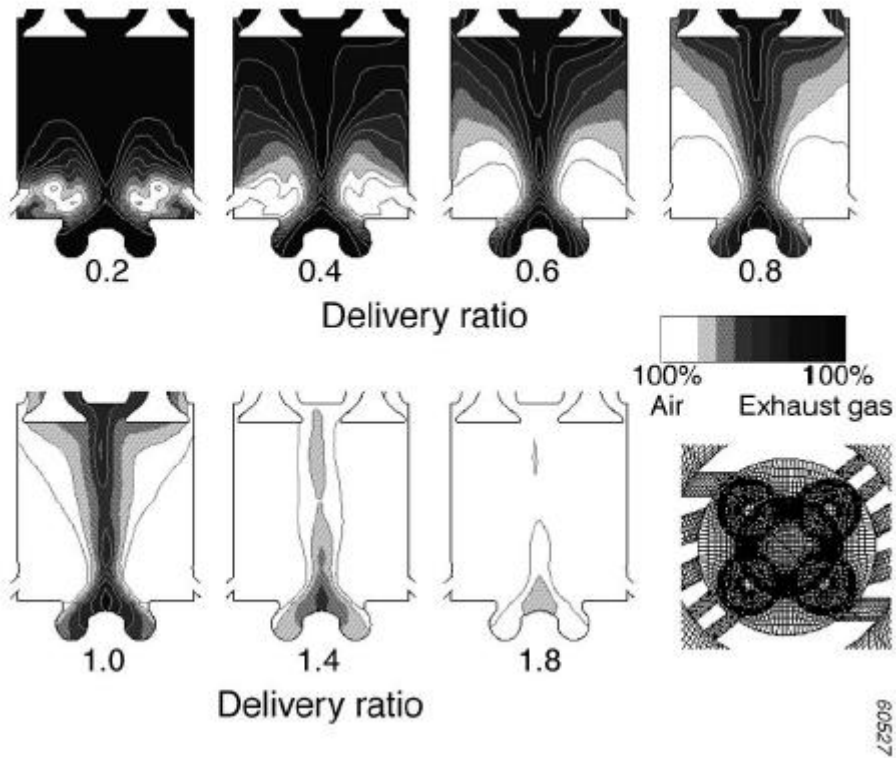 0.2 0.4 0.6 0.8
Delivery ratio
100% 100%
Air Exhaust gas
1.0 1.4 1.8
Delivery ratio
60527